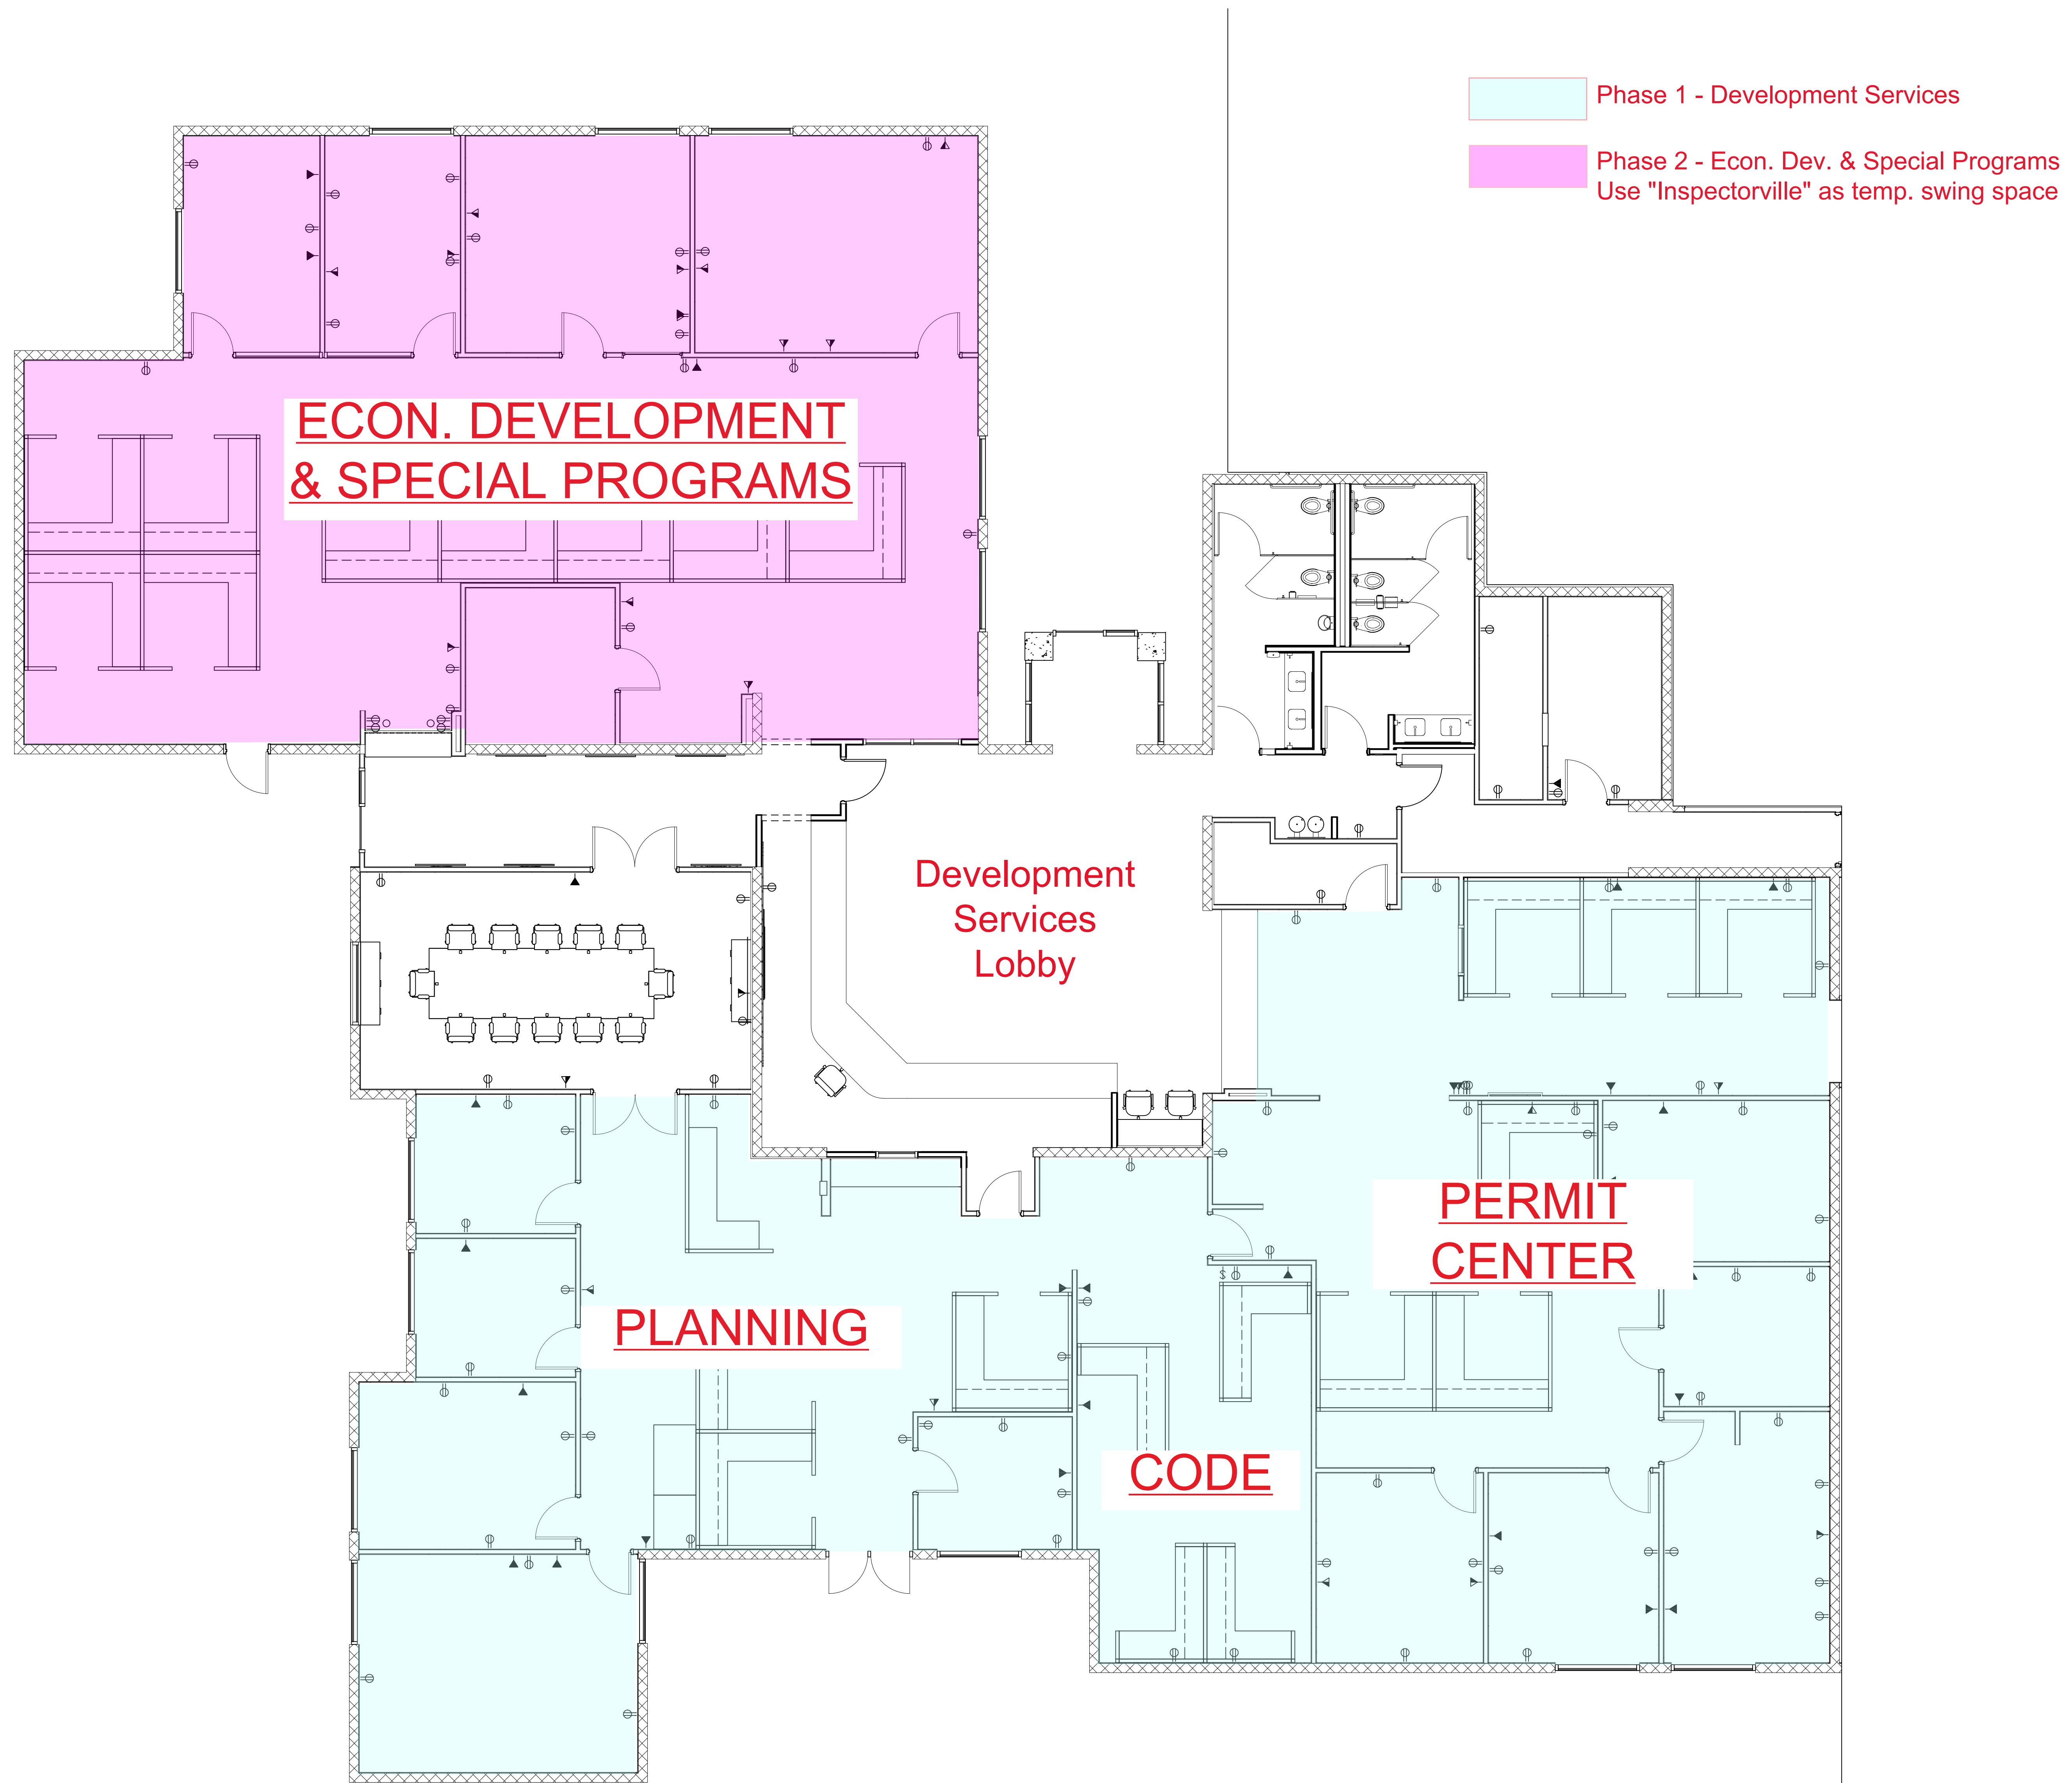 Phase 1 - Development Services
Phase 2 - Econ. Dev. & Special Programs
Use "Inspectorville" as temp. swing space
ECON. DEVELOPMENT
& SPECIAL PROGRAMS
Development
Services
Lobby
PERMIT
CENTER
PLANNING
CODE
S